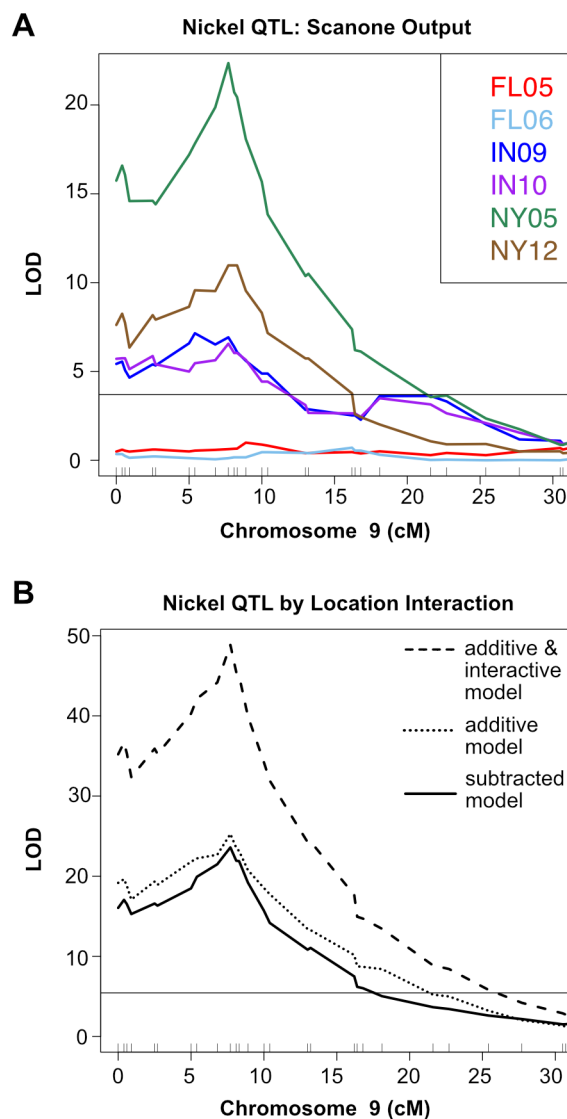 A
Nickel QTL: Scanone Output
FL05
FL06
IN09
IN10
NY05
NY12
20
15
10
5
0
LOD
0 5 10 15 20 25 30
Chromosome 9 (cM)
B
Nickel QTL by Location Interaction
additive &
interactive
model
additive
model
subtracted
model
50
40
30
20
10
0
LOD
0 5 10 15 20 25 30
Chromosome 9 (cM)